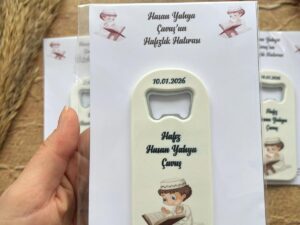 Hasan Yahya
Çavuş'un
Hafızlık Hatırası
10.01.2026
Hafız
Hasan Yahya
Çavuş